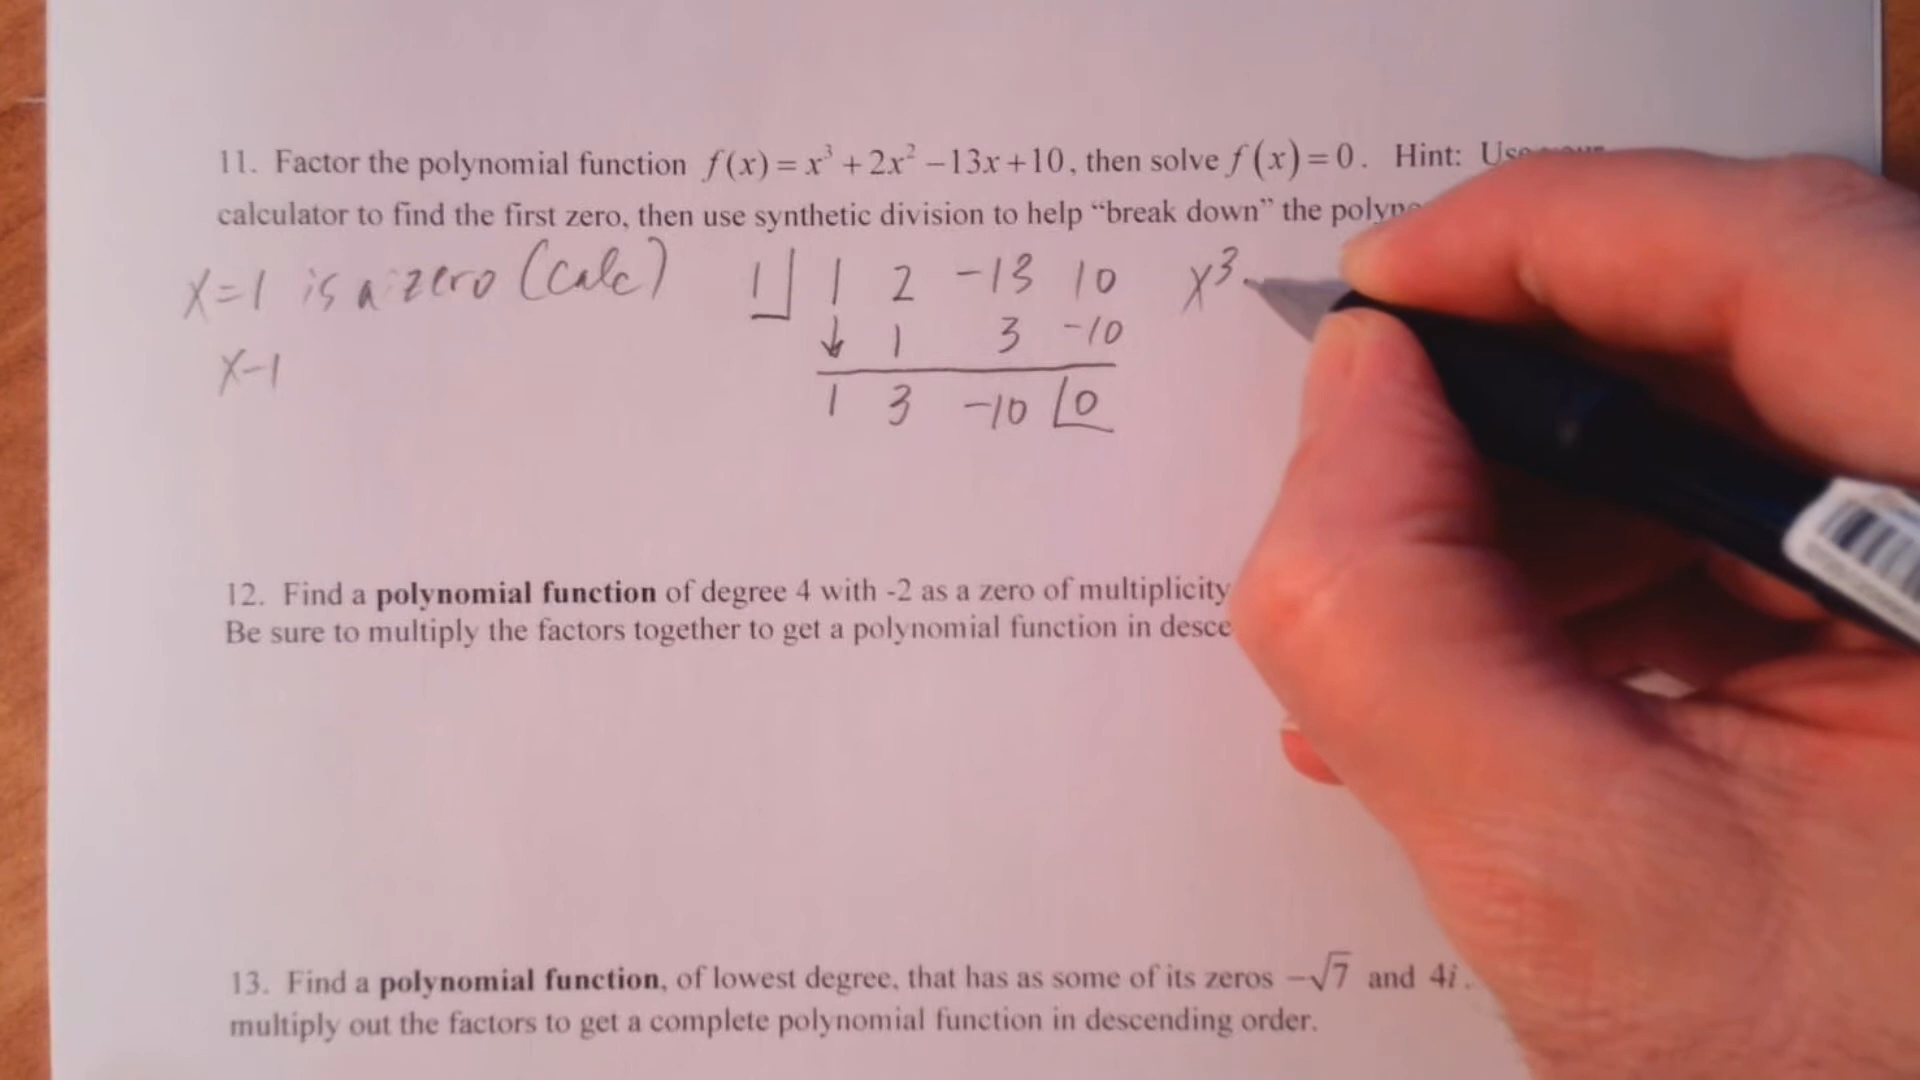 11. Factor the polynomial function f(x) = x³ + 2x² − 13x + 10, then solve f(x) = 0. Hint: Use
calculator to find the first zero, then use synthetic division to help “break down” the
x=1 is a zero (calc) 1 1 2 -13 10 x³
↓ 1 3 -10
x-1
1 3 -10 0
12. Find a polynomial function of degree 4 with -2 as a zero of multiplicity
Be sure to multiply the factors together to get a polynomial function in
13. Find a polynomial function, of lowest degree, that has as some of its zeros −√7 and 4i.
multiply out the factors to get a complete polynomial function in descending order.